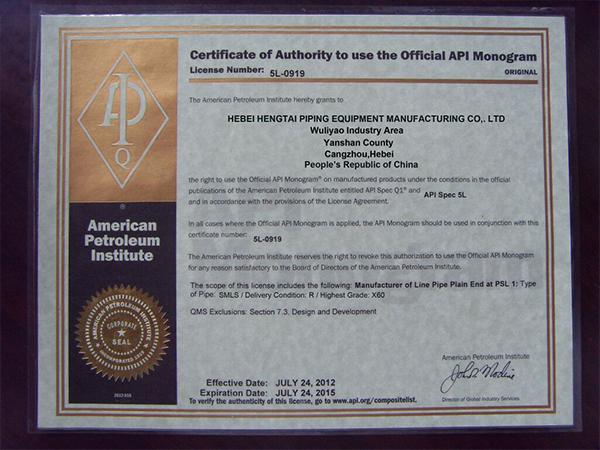 Certificate of Authority to use the Official API Monogram
License Number: 5L-0919
ORIGINAL
The American Petroleum Institute hereby grants to
HEBEI HENGTAI PIPING EQUIPMENT MANUFACTURING CO,. LTD
Wuliyao Industry Area
Yanshan County
Cangzhou,Hebei
People's Republic of China
the right to use the Official API Monogram® on manufactured products under the conditions in the official
publications of the American Petroleum Institute entitled API Spec Q1® and API Spec 5L
and in accordance with the provisions of the License Agreement.
In all cases where the Official API Monogram is applied, the API Monogram should be used in conjunction with this
certificate number: 5L-0919
The American Petroleum Institute reserves the right to revoke this authorization to use the Official API Monogram
for any reason satisfactory to the Board of Directors of the American Petroleum Institute.
The scope of this license includes the following: Manufacturer of Line Pipe Plain End at PSL 1: Type
of Pipe: SMLS / Delivery Condition: R / Highest Grade: X60
QMS Exclusions: Section 7.3, Design and Development
American Petroleum Institute
Director of Global Industry Services
Effective Date: JULY 24, 2012
Expiration Date: JULY 24, 2015
To verify the authenticity of this license, go to www.api.org/compositelist.
API
Q
®
American
Petroleum
Institute
AMERICAN PETROLEUM INSTITUTE
CORPORATE
SEAL